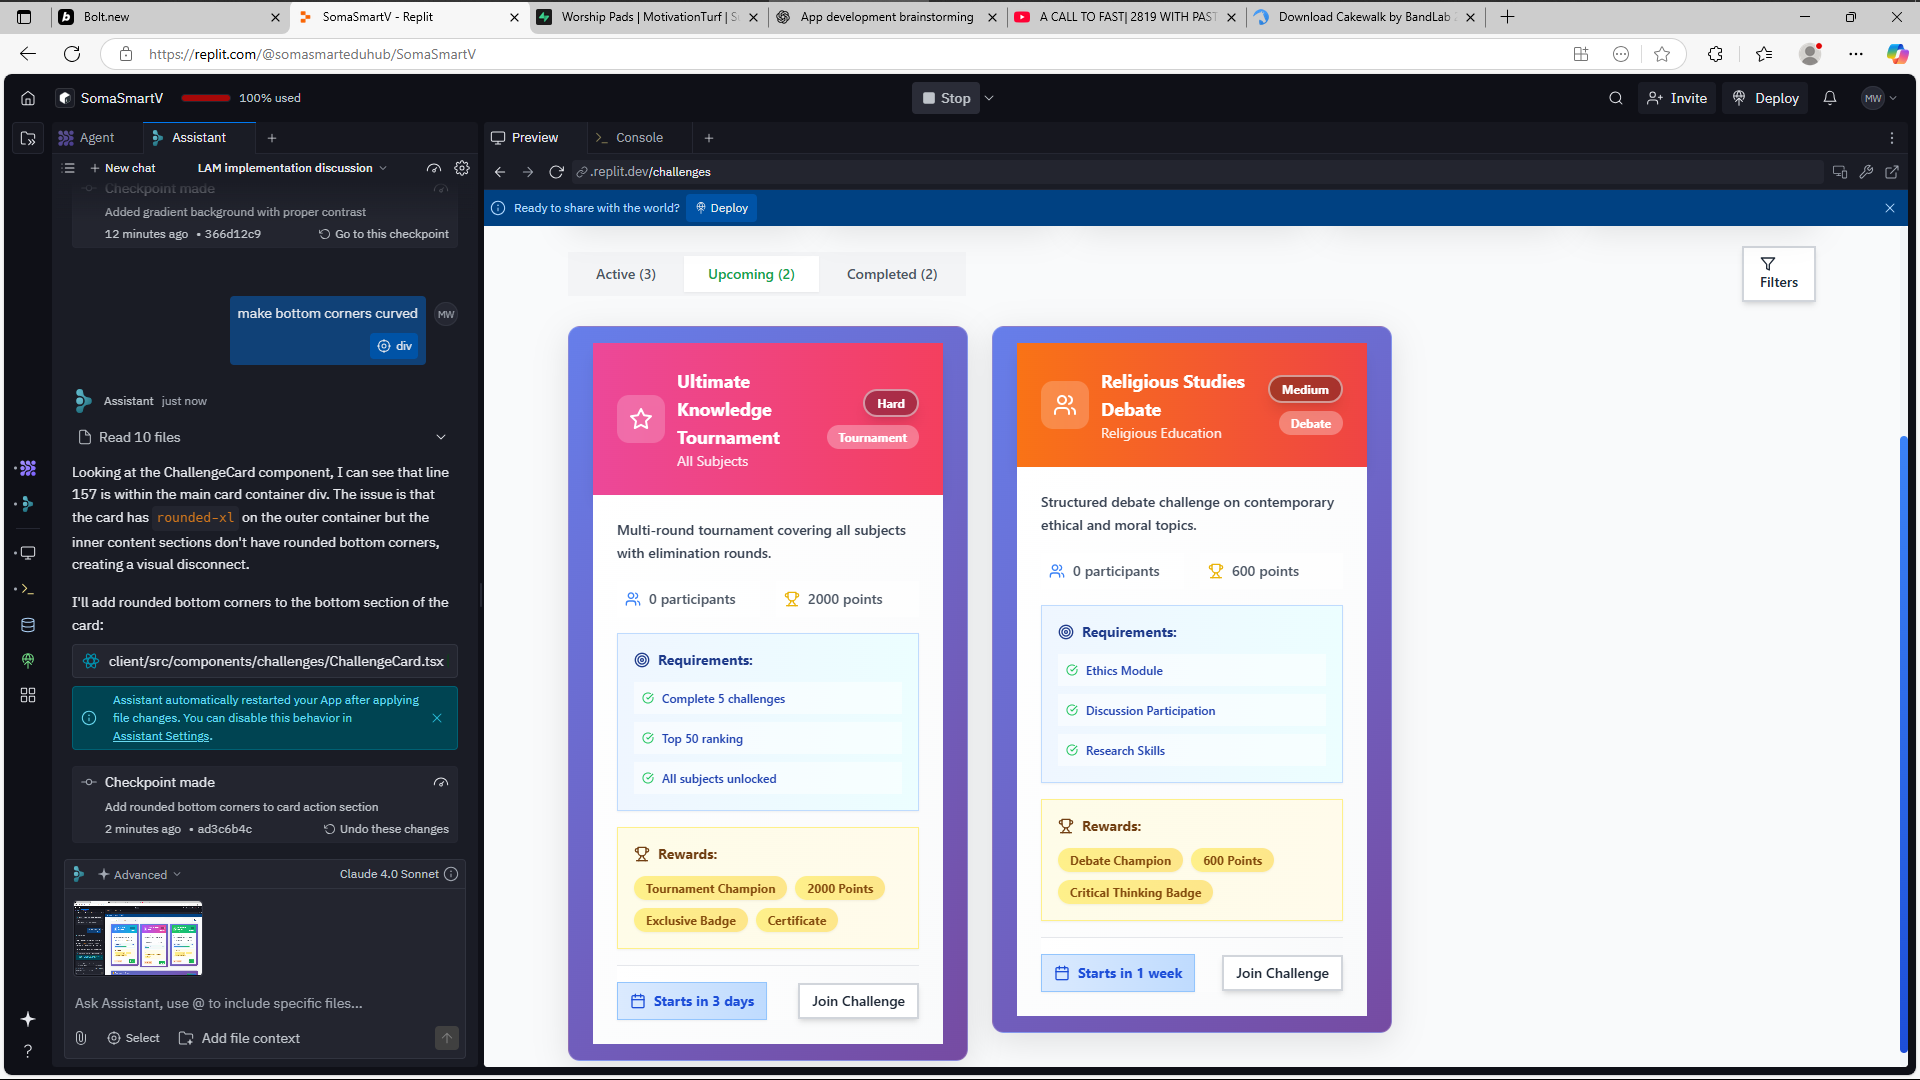 Bolt.new
SomaSmartV - Replit
Worship Pads | MotivationTurf | S
App development brainstorming
A CALL TO FAST| 2819 WITH PAST
Download Cakewalk by BandLab
https://replit.com/@somasmarteduhub/SomaSmartV
SomaSmartV
100% used
Stop
Invite
Deploy
MW
Agent
Assistant
Preview
Console
New chat
LAM implementation discussion
.replit.dev/challenges
Checkpoint made
Added gradient background with proper contrast
12 minutes ago • 366d12c9
Go to this checkpoint
Ready to share with the world?
Deploy
make bottom corners curved
MW
div
Assistant just now
Read 10 files
Looking at the ChallengeCard component, I can see that line
157 is within the main card container div. The issue is that
the card has rounded-xl on the outer container but the
inner content sections don't have rounded bottom corners,
creating a visual disconnect.
I'll add rounded bottom corners to the bottom section of the
card:
client/src/components/challenges/ChallengeCard.tsx
Assistant automatically restarted your App after applying
file changes. You can disable this behavior in
Assistant Settings.
Checkpoint made
Add rounded bottom corners to card action section
2 minutes ago • ad3c6b4c
Undo these changes
Advanced
Claude 4.0 Sonnet
Ask Assistant, use @ to include specific files...
Select
Add file context
Active (3)
Upcoming (2)
Completed (2)
Filters
Ultimate
Knowledge
Tournament
All Subjects
Hard
Tournament
Multi-round tournament covering all subjects
with elimination rounds.
0 participants
2000 points
Requirements:
Complete 5 challenges
Top 50 ranking
All subjects unlocked
Rewards:
Tournament Champion
2000 Points
Exclusive Badge
Certificate
Starts in 3 days
Join Challenge
Religious Studies
Debate
Religious Education
Medium
Debate
Structured debate challenge on contemporary
ethical and moral topics.
0 participants
600 points
Requirements:
Ethics Module
Discussion Participation
Research Skills
Rewards:
Debate Champion
600 Points
Critical Thinking Badge
Starts in 1 week
Join Challenge